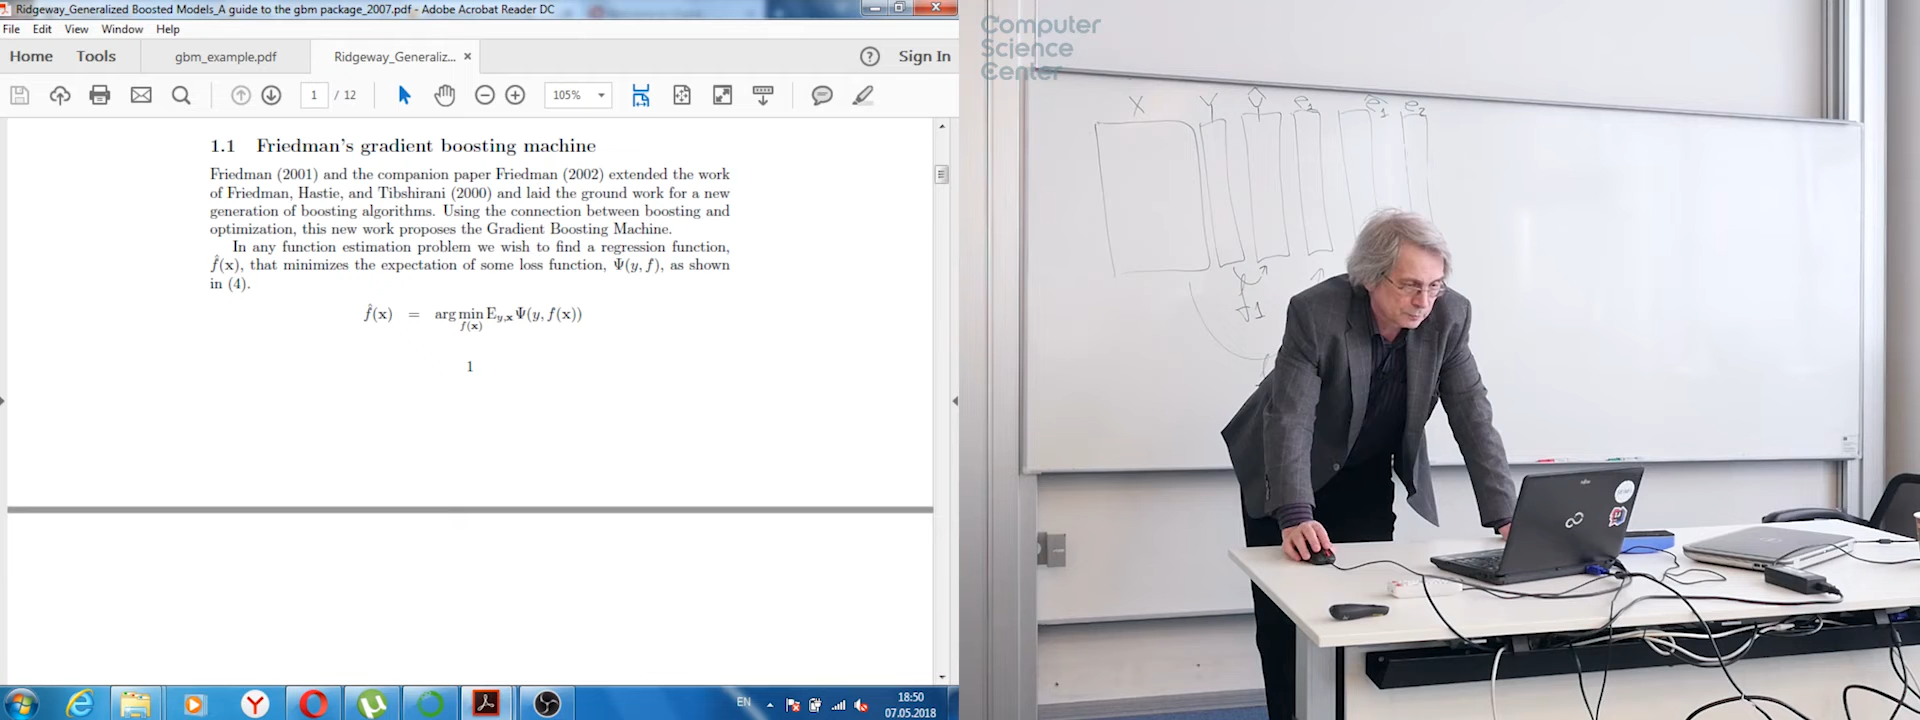 Ridgeway_Generalized Boosted Models_A guide to the gbm package_2007.pdf - Adobe Acrobat Reader DC
File Edit View Window Help
Home Tools gbm_example.pdf Ridgeway_Generaliz... × ? Sign In
1 / 12 105%
1.1 Friedman's gradient boosting machine
Friedman (2001) and the companion paper Friedman (2002) extended the work
of Friedman, Hastie, and Tibshirani (2000) and laid the ground work for a new
generation of boosting algorithms. Using the connection between boosting and
optimization, this new work proposes the Gradient Boosting Machine.
In any function estimation problem we wish to find a regression function,
f̂(x), that minimizes the expectation of some loss function, Ψ(y, f), as shown
in (4).
f̂(x) = arg min E_{y,x} Ψ(y, f(x))
f(x)
1
EN 18:50
07.05.2018
Computer
Science
Center
X Y Ŷ e1 ê1 e2
f1